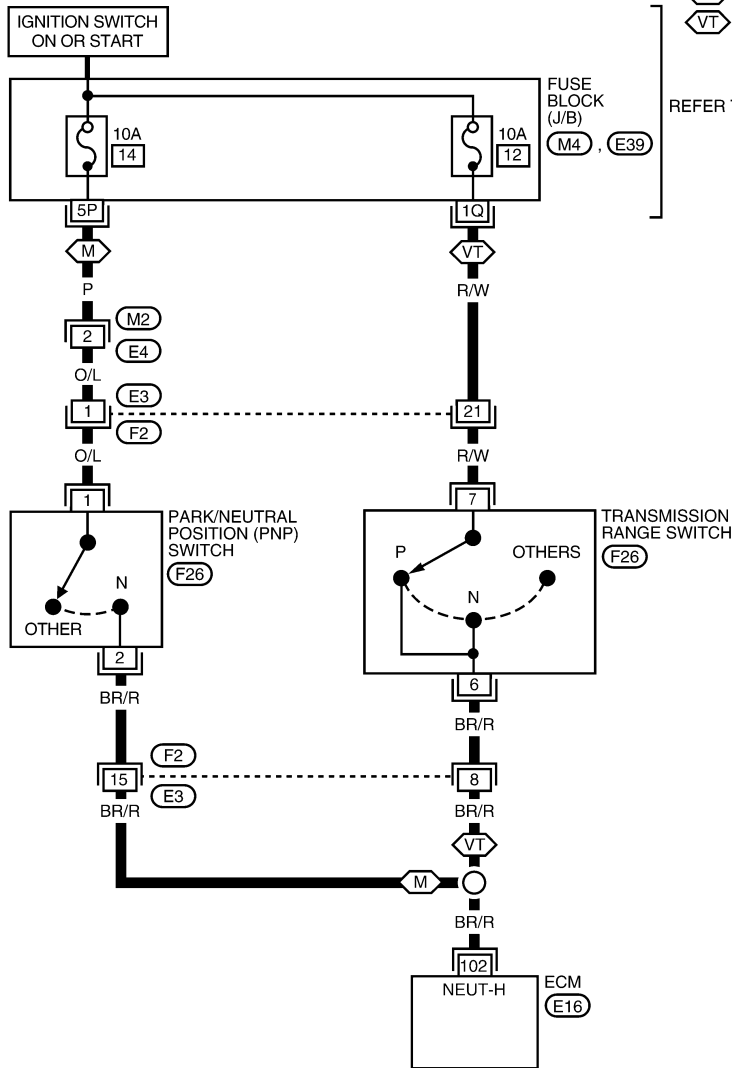 IGNITION SWITCH
ON OR START
VT
FUSE
BLOCK
(J/B)
M4 , E39
REFER
10A
14
10A
12
5P
1Q
M
VT
P
R/W
M2
2
E4
O/L
E3
1
21
F2
O/L
R/W
1
7
PARK/NEUTRAL
POSITION (PNP)
SWITCH
F26
N
OTHER
TRANSMISSION
RANGE SWITCH
F26
P
OTHERS
N
2
6
BR/R
BR/R
F2
15
8
E3
BR/R
BR/R
VT
M
BR/R
102
NEUT-H
ECM
E16